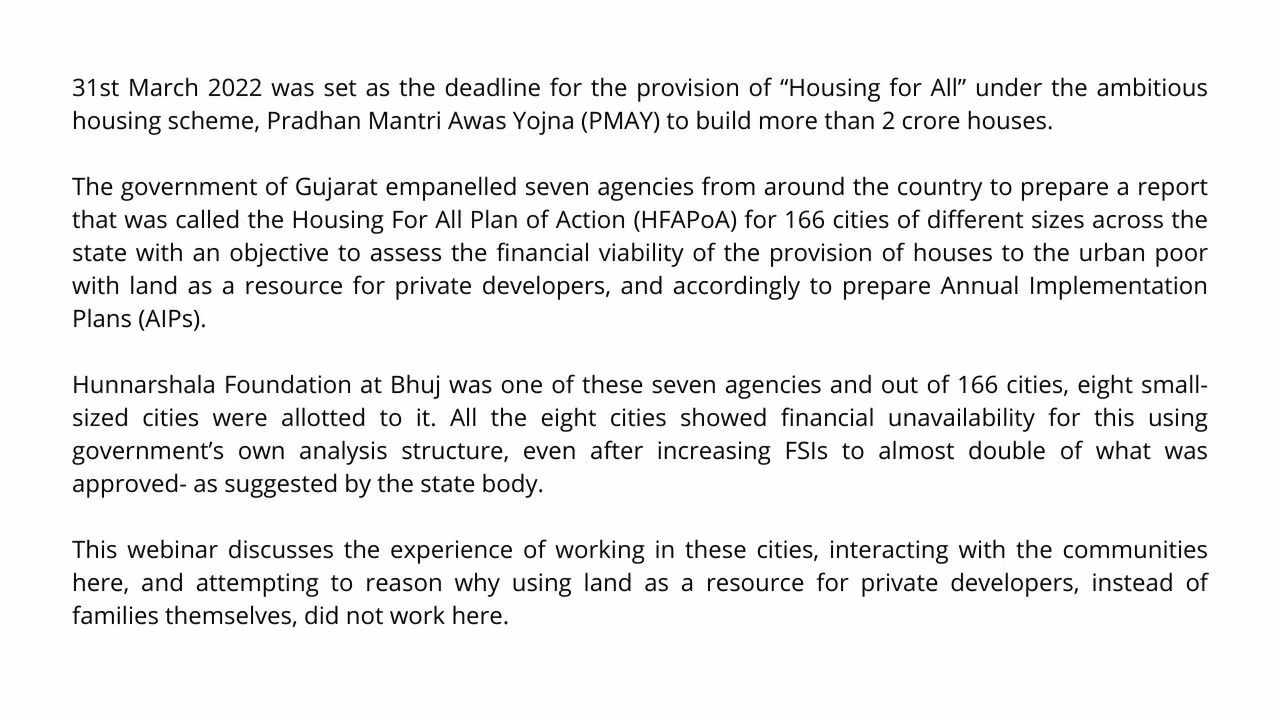 31st March 2022 was set as the deadline for the provision of “Housing for All” under the ambitious
housing scheme, Pradhan Mantri Awas Yojna (PMAY) to build more than 2 crore houses.
The government of Gujarat empanelled seven agencies from around the country to prepare a report
that was called the Housing For All Plan of Action (HFAPoA) for 166 cities of different sizes across the
state with an objective to assess the financial viability of the provision of houses to the urban poor
with land as a resource for private developers, and accordingly to prepare Annual Implementation
Plans (AIPs).
Hunnarshala Foundation at Bhuj was one of these seven agencies and out of 166 cities, eight small-
sized cities were allotted to it. All the eight cities showed financial unavailability for this using
government’s own analysis structure, even after increasing FSIs to almost double of what was
approved- as suggested by the state body.
This webinar discusses the experience of working in these cities, interacting with the communities
here, and attempting to reason why using land as a resource for private developers, instead of
families themselves, did not work here.